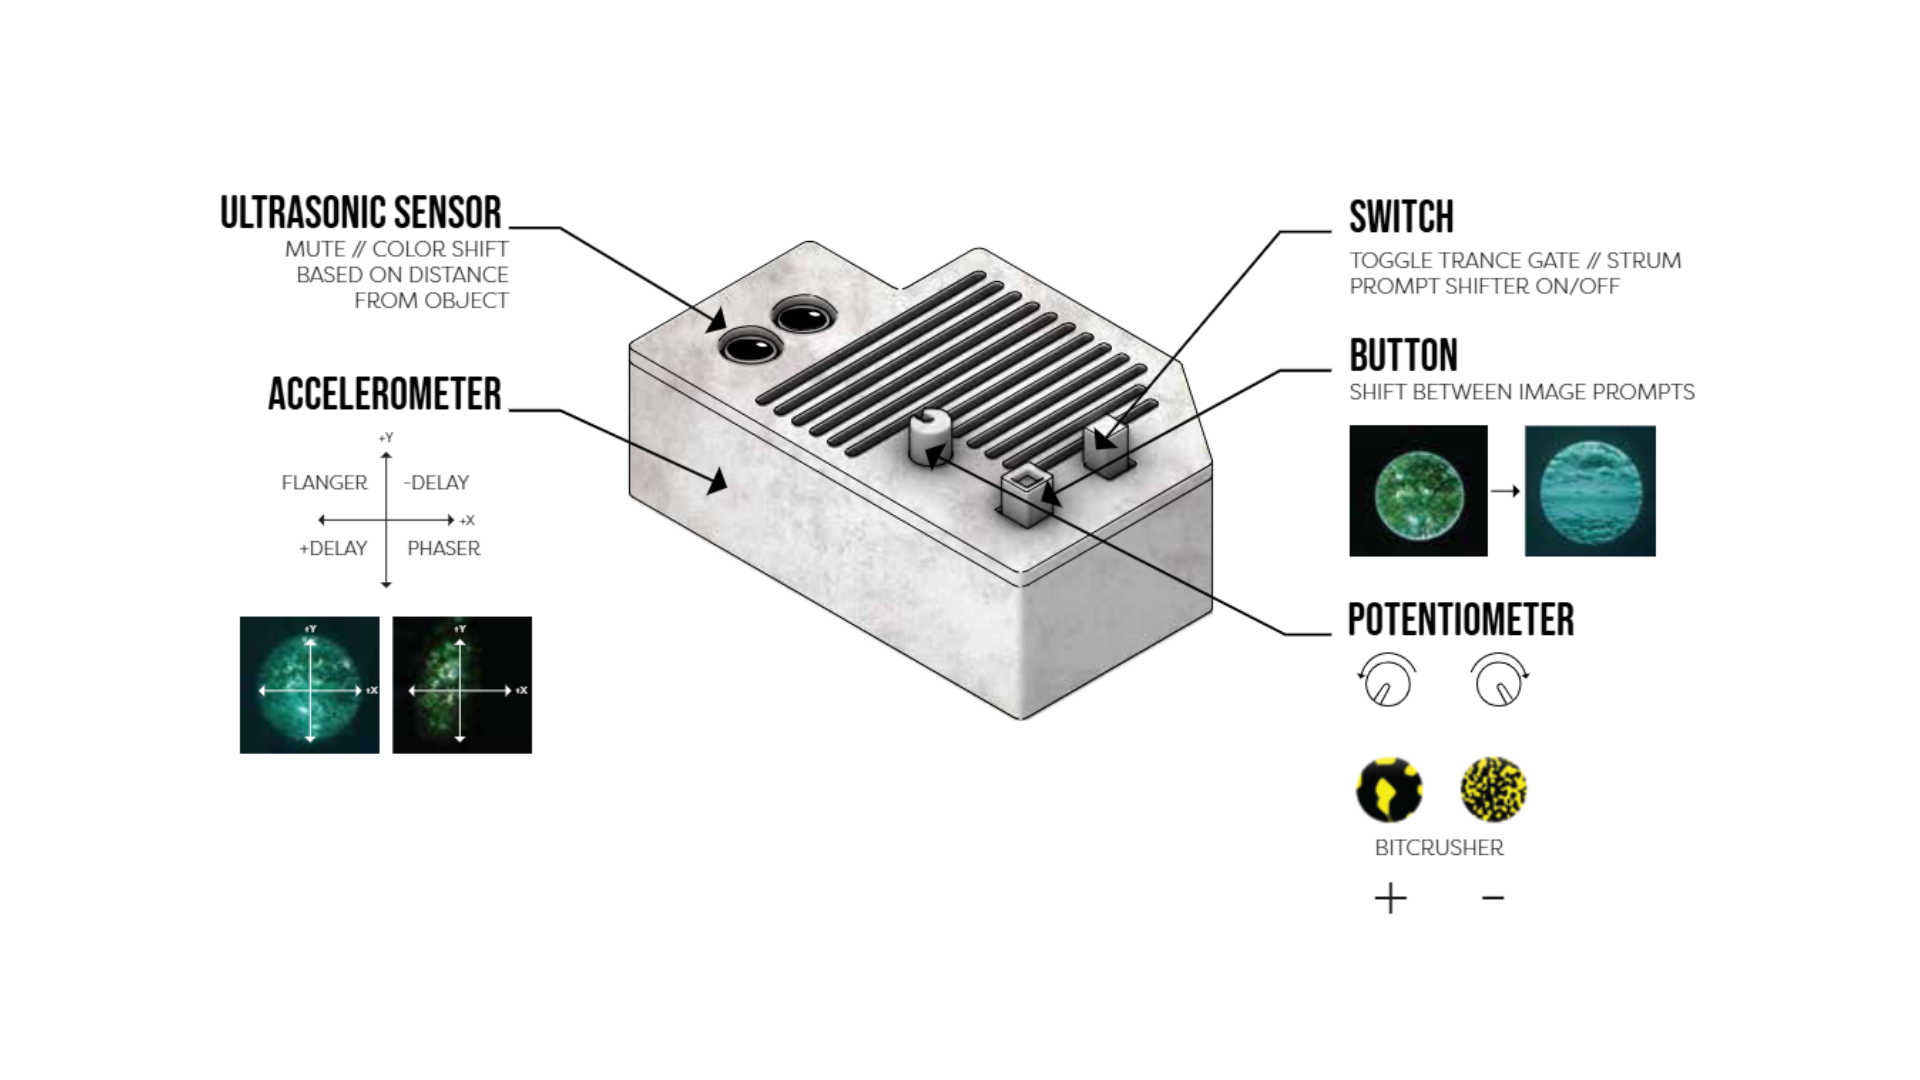 ULTRASONIC SENSOR
MUTE // COLOR SHIFT
BASED ON DISTANCE
FROM OBJECT
ACCELEROMETER
+Y
FLANGER
-DELAY
+X
+DELAY
PHASER
+Y
+X
+Y
+X
SWITCH
TOGGLE TRANCE GATE // STRUM
PROMPT SHIFTER ON/OFF
BUTTON
SHIFT BETWEEN IMAGE PROMPTS
POTENTIOMETER
BITCRUSHER
+ −